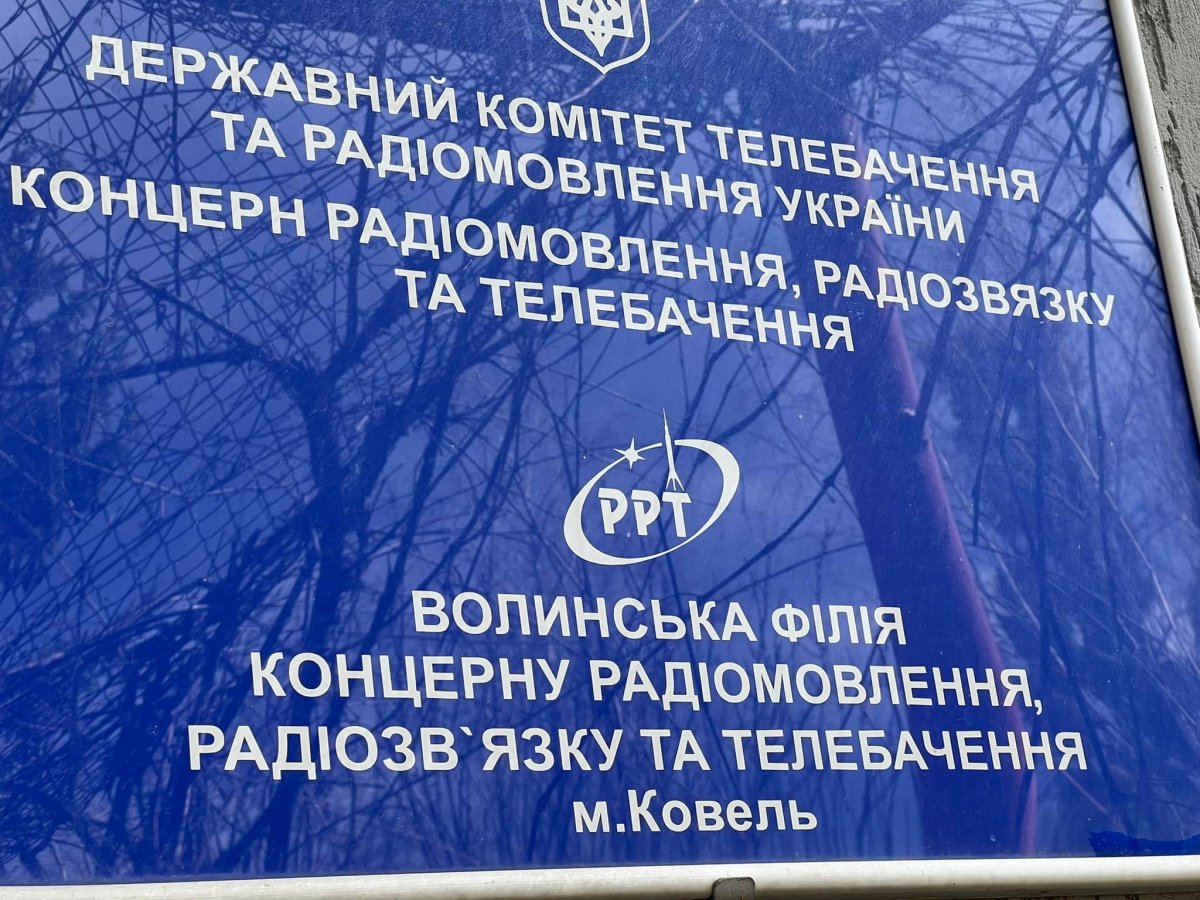 ДЕРЖАВНИЙ КОМІТЕТ ТЕЛЕБАЧЕННЯ
ТА РАДІОМОВЛЕННЯ УКРАЇНИ
КОНЦЕРН РАДІОМОВЛЕННЯ, РАДІОЗВЯЗКУ
ТА ТЕЛЕБАЧЕННЯ
РРТ
ВОЛИНСЬКА ФІЛІЯ
КОНЦЕРНУ РАДІОМОВЛЕННЯ,
РАДІОЗВ`ЯЗКУ ТА ТЕЛЕБАЧЕННЯ
м.Ковель